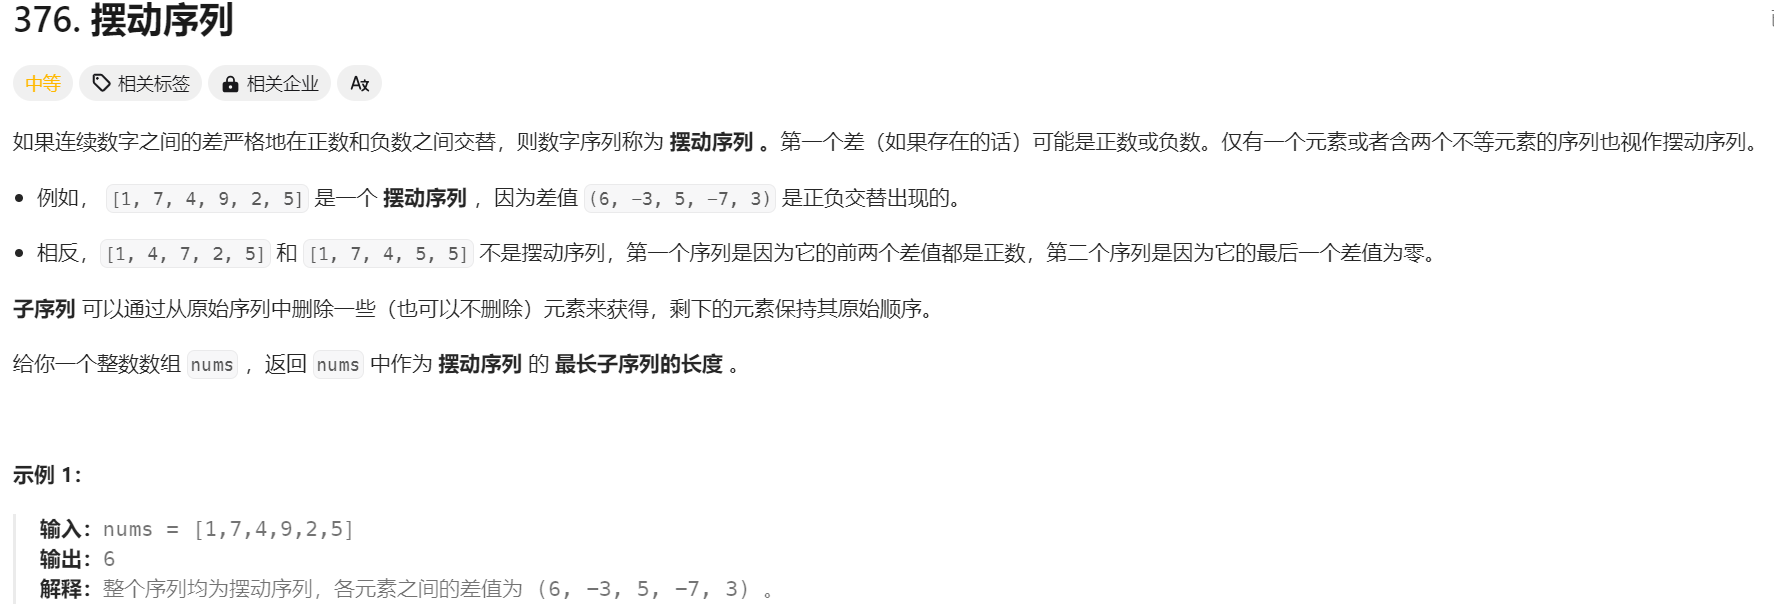 376. 摆动序列
中等 相关标签 相关企业 A文
如果连续数字之间的差严格地在正数和负数之间交替，则数字序列称为 摆动序列 。第一个差（如果存在的话）可能是正数或负数。仅有一个元素或者含两个不等元素的序列也视作摆动序列。
• 例如， [1, 7, 4, 9, 2, 5] 是一个 摆动序列 ，因为差值 (6, -3, 5, -7, 3) 是正负交替出现的。
• 相反，[1, 4, 7, 2, 5] 和 [1, 7, 4, 5, 5] 不是摆动序列，第一个序列是因为它的前两个差值都是正数，第二个序列是因为它的最后一个差值为零。
子序列 可以通过从原始序列中删除一些（也可以不删除）元素来获得，剩下的元素保持其原始顺序。
给你一个整数数组 nums ，返回 nums 中作为 摆动序列 的 最长子序列的长度 。
示例 1：
输入：nums = [1,7,4,9,2,5]
输出：6
解释：整个序列均为摆动序列，各元素之间的差值为 (6, -3, 5, -7, 3) 。